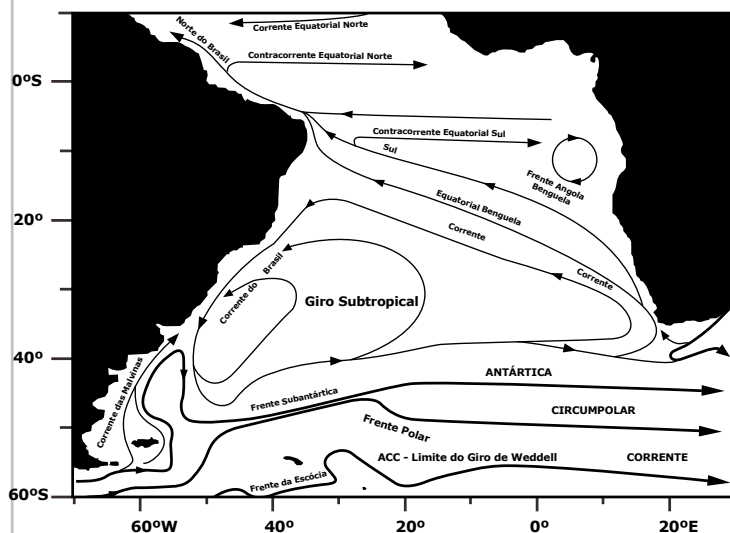 Corrente Equatorial Norte
Norte do Brasil
Contracorrente Equatorial Norte
0ºS
Contracorrente Equatorial Sul
Sul
Frente Angola
Benguela
Equatorial Benguela
20º
Corrente
Corrente
Corrente do Brasil
Giro Subtropical
40º
Corrente das Malvinas
ANTÁRTICA
Frente Subantártica
CIRCUMPOLAR
Frente Polar
ACC - Limite do Giro de Weddell
CORRENTE
Frente da Escócia
60ºS
60ºW
40º
20º
0º
20ºE